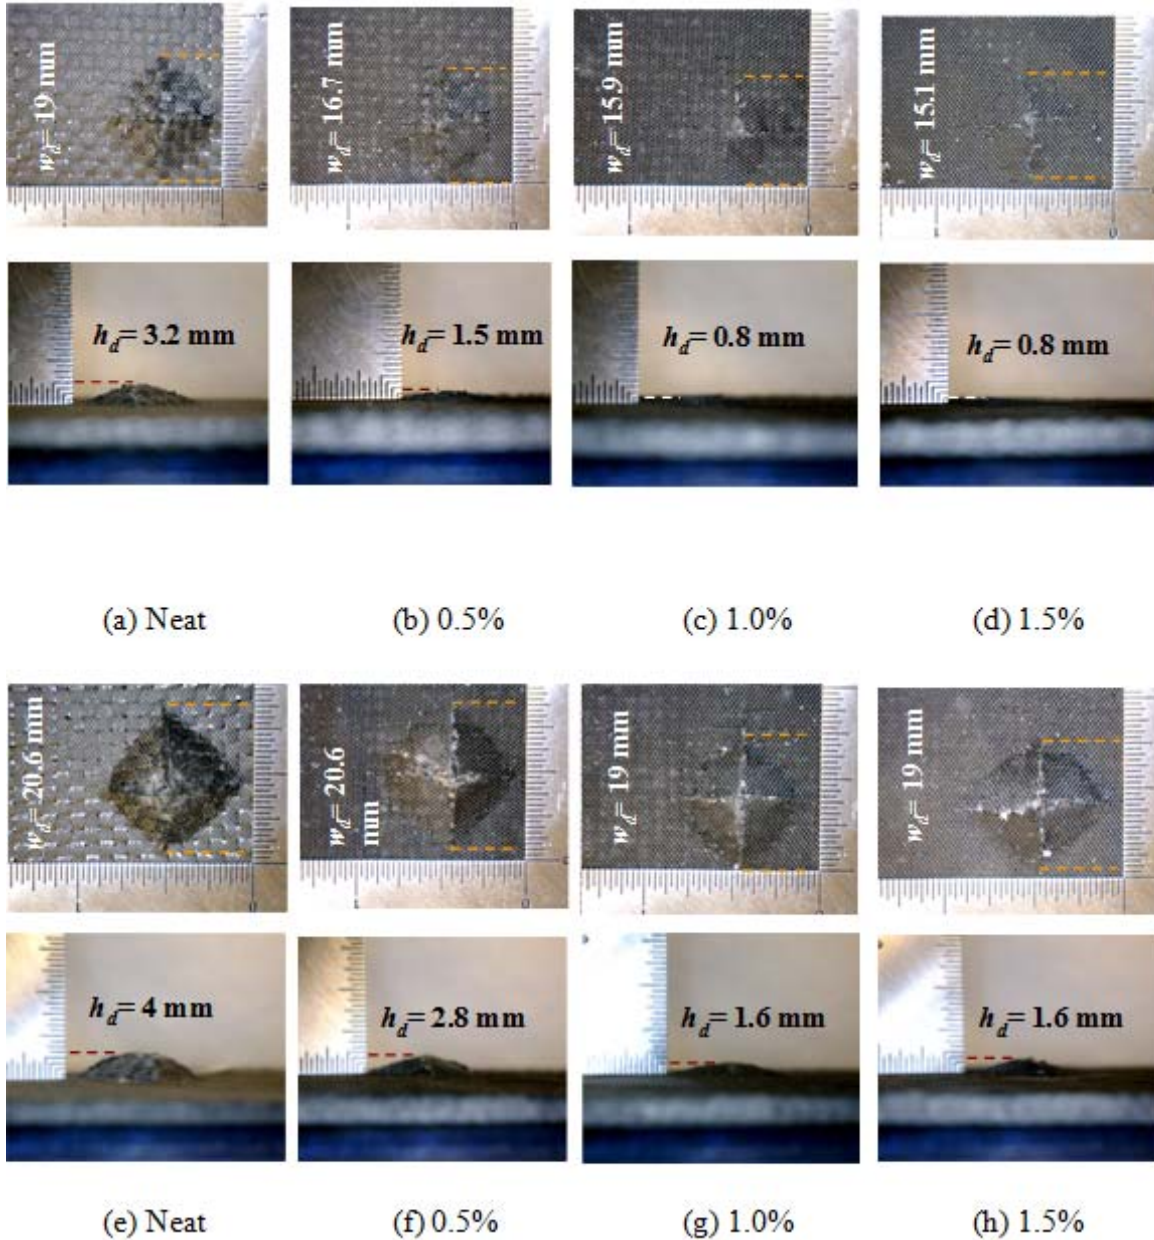 w_d= 19 mm
w_d= 16.7 mm
w_d= 15.9 mm
w_d= 15.1 mm
h_d= 3.2 mm
h_d= 1.5 mm
h_d= 0.8 mm
h_d= 0.8 mm
(a) Neat
(b) 0.5%
(c) 1.0%
(d) 1.5%
w_d= 20.6 mm
w_d= 20.6
mm
w_d= 19 mm
w_d= 19 mm
h_d= 4 mm
h_d= 2.8 mm
h_d= 1.6 mm
h_d= 1.6 mm
(e) Neat
(f) 0.5%
(g) 1.0%
(h) 1.5%